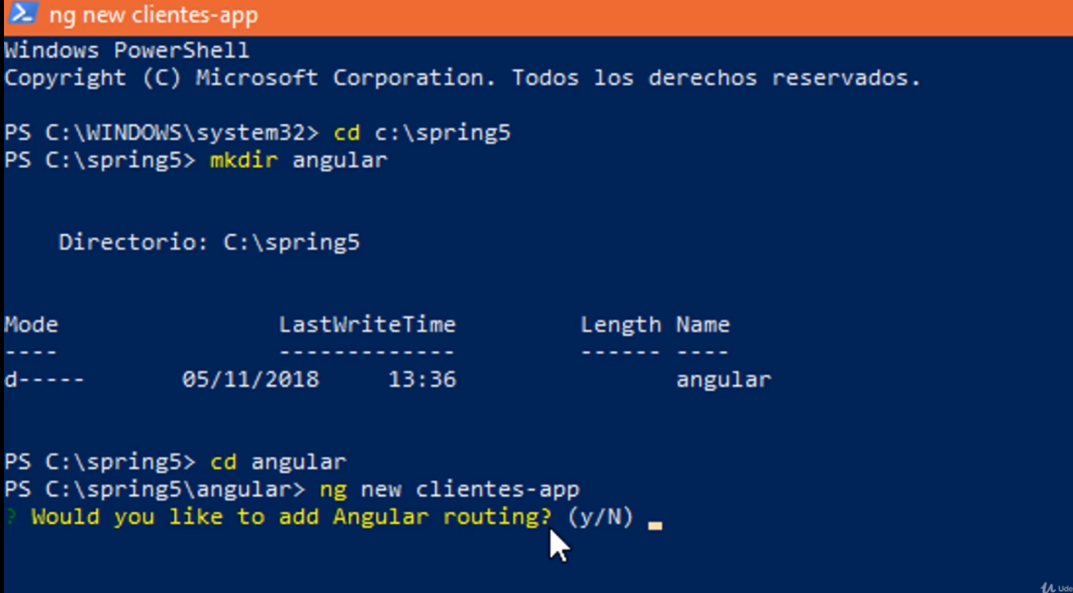 ng new clientes-app
Windows PowerShell
Copyright (C) Microsoft Corporation. Todos los derechos reservados.
PS C:\WINDOWS\system32> cd c:\spring5
PS C:\spring5> mkdir angular
Directorio: C:\spring5
Mode LastWriteTime Length Name
---- ------------- ------ ----
d----- 05/11/2018 13:36 angular
PS C:\spring5> cd angular
PS C:\spring5\angular> ng new clientes-app
? Would you like to add Angular routing? (y/N)